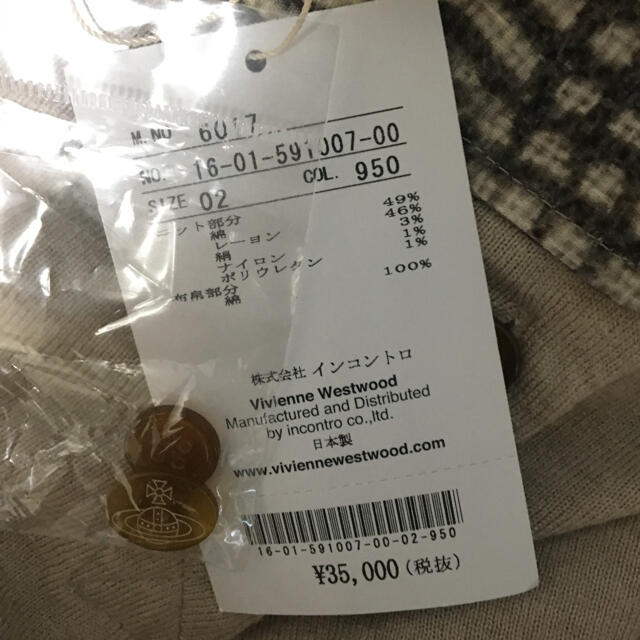 M. NO 6017
NO. 16-01-591007-00
SIZE 02 COL. 950
ニット部分
綿 49%
レーヨン 46%
絹 3%
ナイロン 1%
ポリウレタン 1%
布帛部分
絹 100%
株式会社 インコントロ
Vivienne Westwood
Manufactured and Distributed
by incontro co.,ltd.
日本製
www.viviennewestwood.com
16-01-591007-00-02-950
¥35,000(税抜)